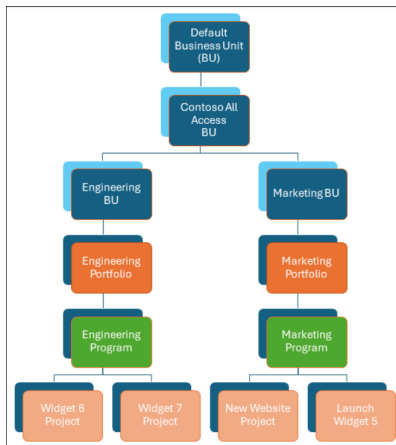 Default
Business Unit
(BU)
Contoso All
Access
BU
Engineering
BU
Marketing BU
Engineering
Portfolio
Marketing
Portfolio
Engineering
Program
Marketing
Program
Widget 6
Project
Widget 7
Project
New Website
Project
Launch
Widget 5